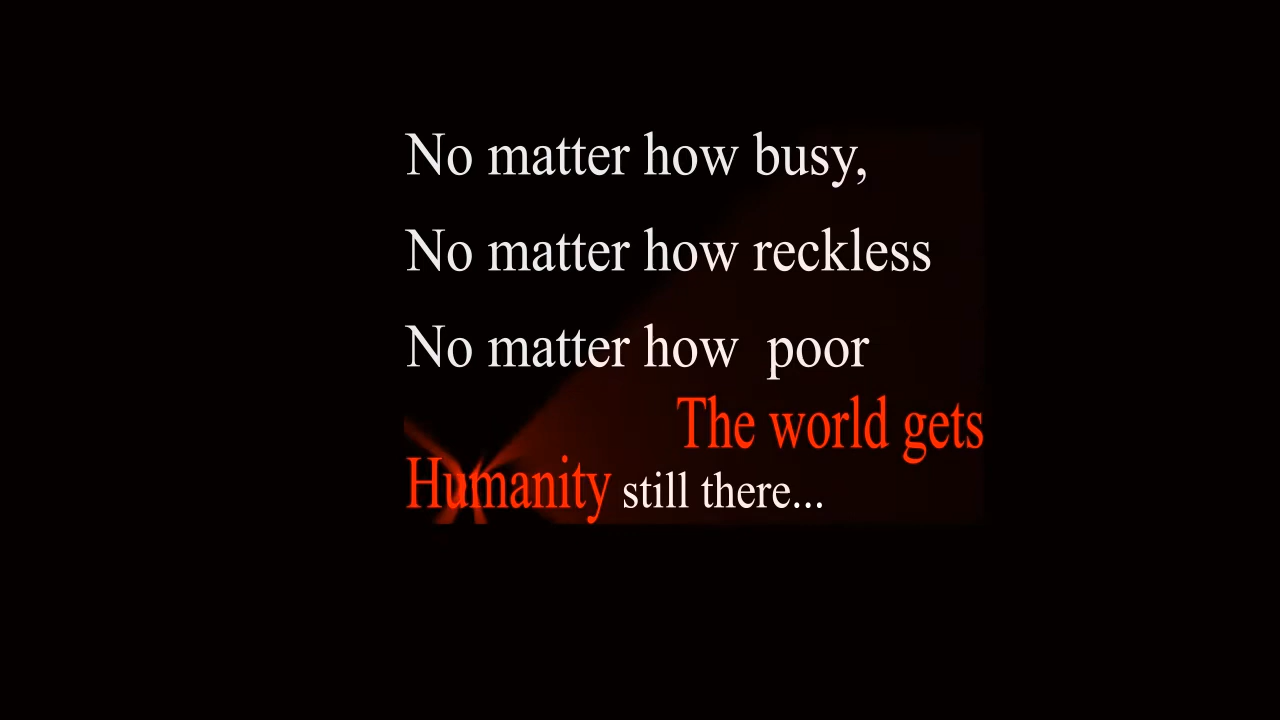 No matter how busy,
No matter how reckless
No matter how poor
The world gets
Humanity still there...